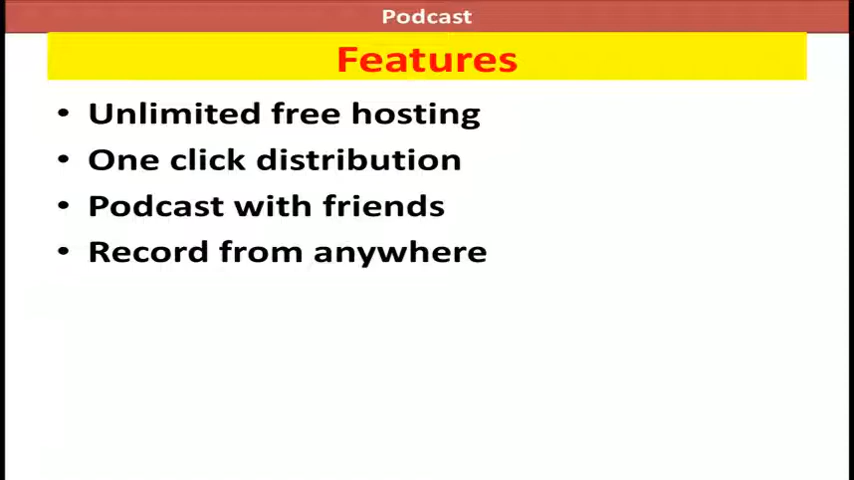 Podcast
Features
• Unlimited free hosting
• One click distribution
• Podcast with friends
• Record from anywhere